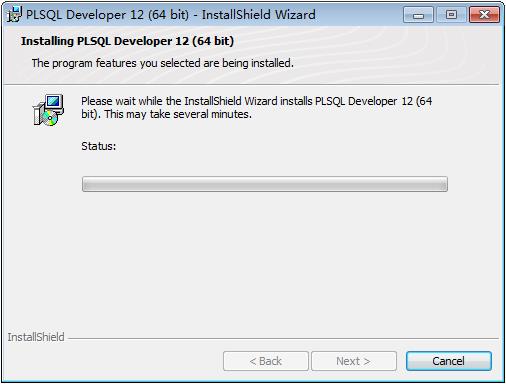 PLSQL Developer 12 (64 bit) - InstallShield Wizard
Installing PLSQL Developer 12 (64 bit)
The program features you selected are being installed.
Please wait while the InstallShield Wizard installs PLSQL Developer 12 (64
bit). This may take several minutes.
Status:
InstallShield
< Back
Next >
Cancel